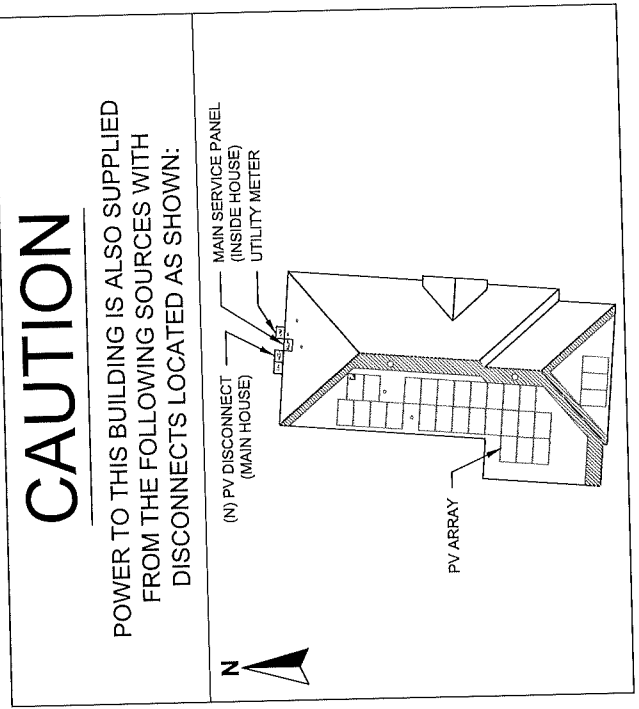 CAUTION
POWER TO THIS BUILDING IS ALSO SUPPLIED
FROM THE FOLLOWING SOURCES WITH
DISCONNECTS LOCATED AS SHOWN:
N
(N) PV DISCONNECT
(MAIN HOUSE)
MAIN SERVICE PANEL
(INSIDE HOUSE)
UTILITY METER
PV ARRAY